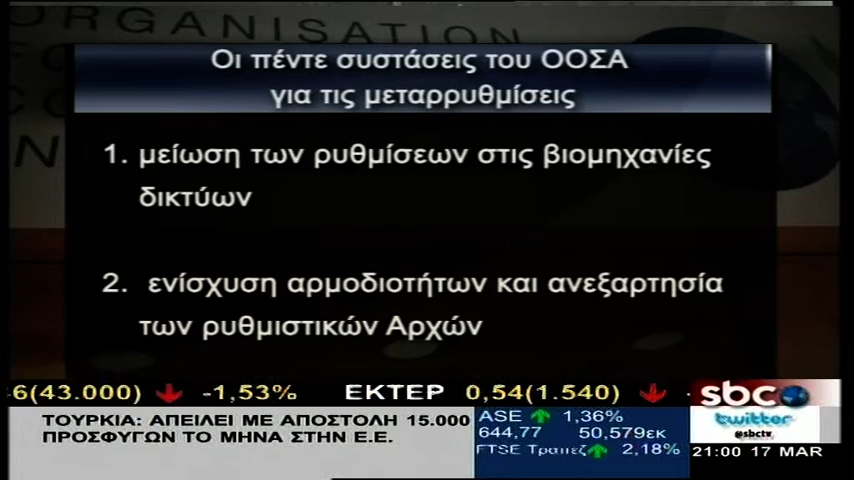 ORGANISATION
Οι πέντε συστάσεις του ΟΟΣΑ
για τις μεταρρυθμίσεις
1. μείωση των ρυθμίσεων στις βιομηχανίες
δικτύων
2. ενίσχυση αρμοδιοτήτων και ανεξαρτησία
των ρυθμιστικών Αρχών
6(43.000) -1,53% ΕΚΤΕΡ 0,54(1.540)
sbc
ΤΟΥΡΚΙΑ: ΑΠΕΙΛΕΙ ΜΕ ΑΠΟΣΤΟΛΗ 15.000
ΠΡΟΣΦΥΓΩΝ ΤΟ ΜΗΝΑ ΣΤΗΝ Ε.Ε.
ASE 1,36%
644,77 50,579εκ
FTSE Τραπεζ 2,18%
twitter
@sbctv
21:00 17 MAR